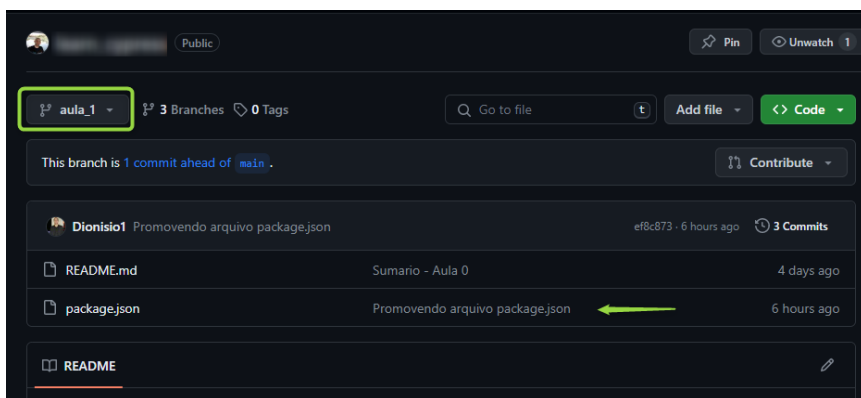 Public Pin Unwatch 1
aula_1 3 Branches 0 Tags Go to file t Add file <> Code
This branch is 1 commit ahead of main . Contribute
Dionisio1 Promovendo arquivo package.json ef8c873 · 6 hours ago 3 Commits
README.md Sumario - Aula 0 4 days ago
package.json Promovendo arquivo package.json 6 hours ago
README